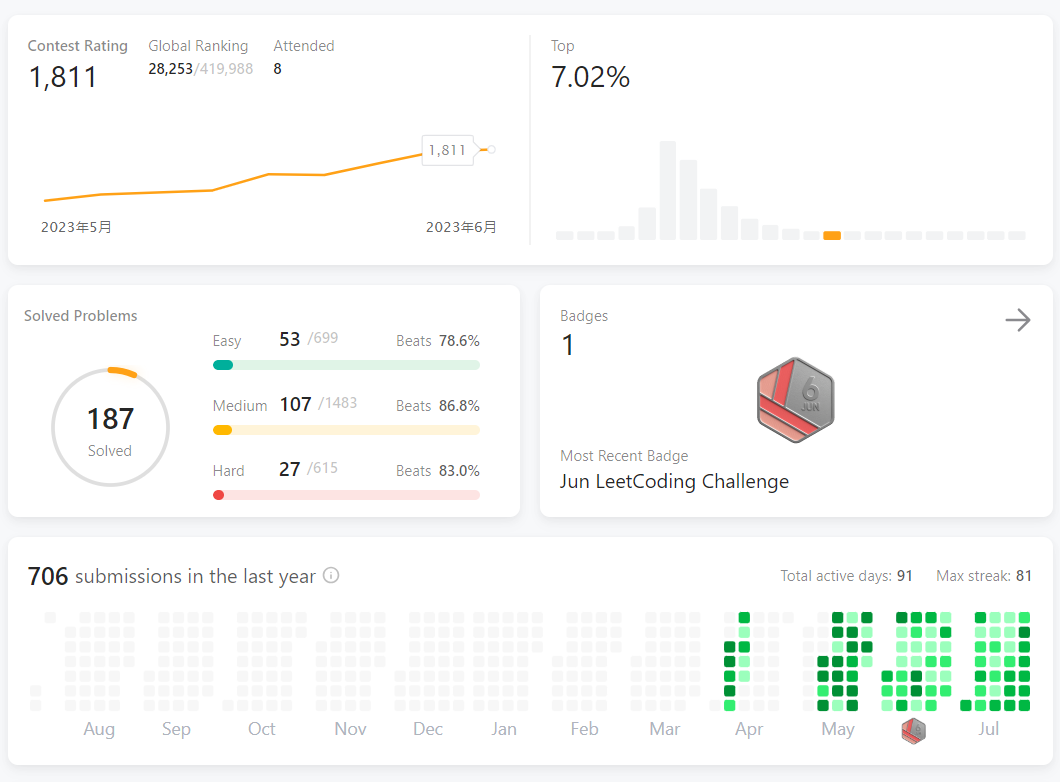 Contest Rating Global Ranking Attended
1,811 28,253/419,988 8
1,811
2023年5月 2023年6月
Top
7.02%
Solved Problems
187
Solved
Easy 53 /699 Beats 78.6%
Medium 107 /1483 Beats 86.8%
Hard 27 /615 Beats 83.0%
Badges
1
6
JUN
Most Recent Badge
Jun LeetCoding Challenge
706 submissions in the last year Total active days: 91 Max streak: 81
Aug Sep Oct Nov Dec Jan Feb Mar Apr May Jul